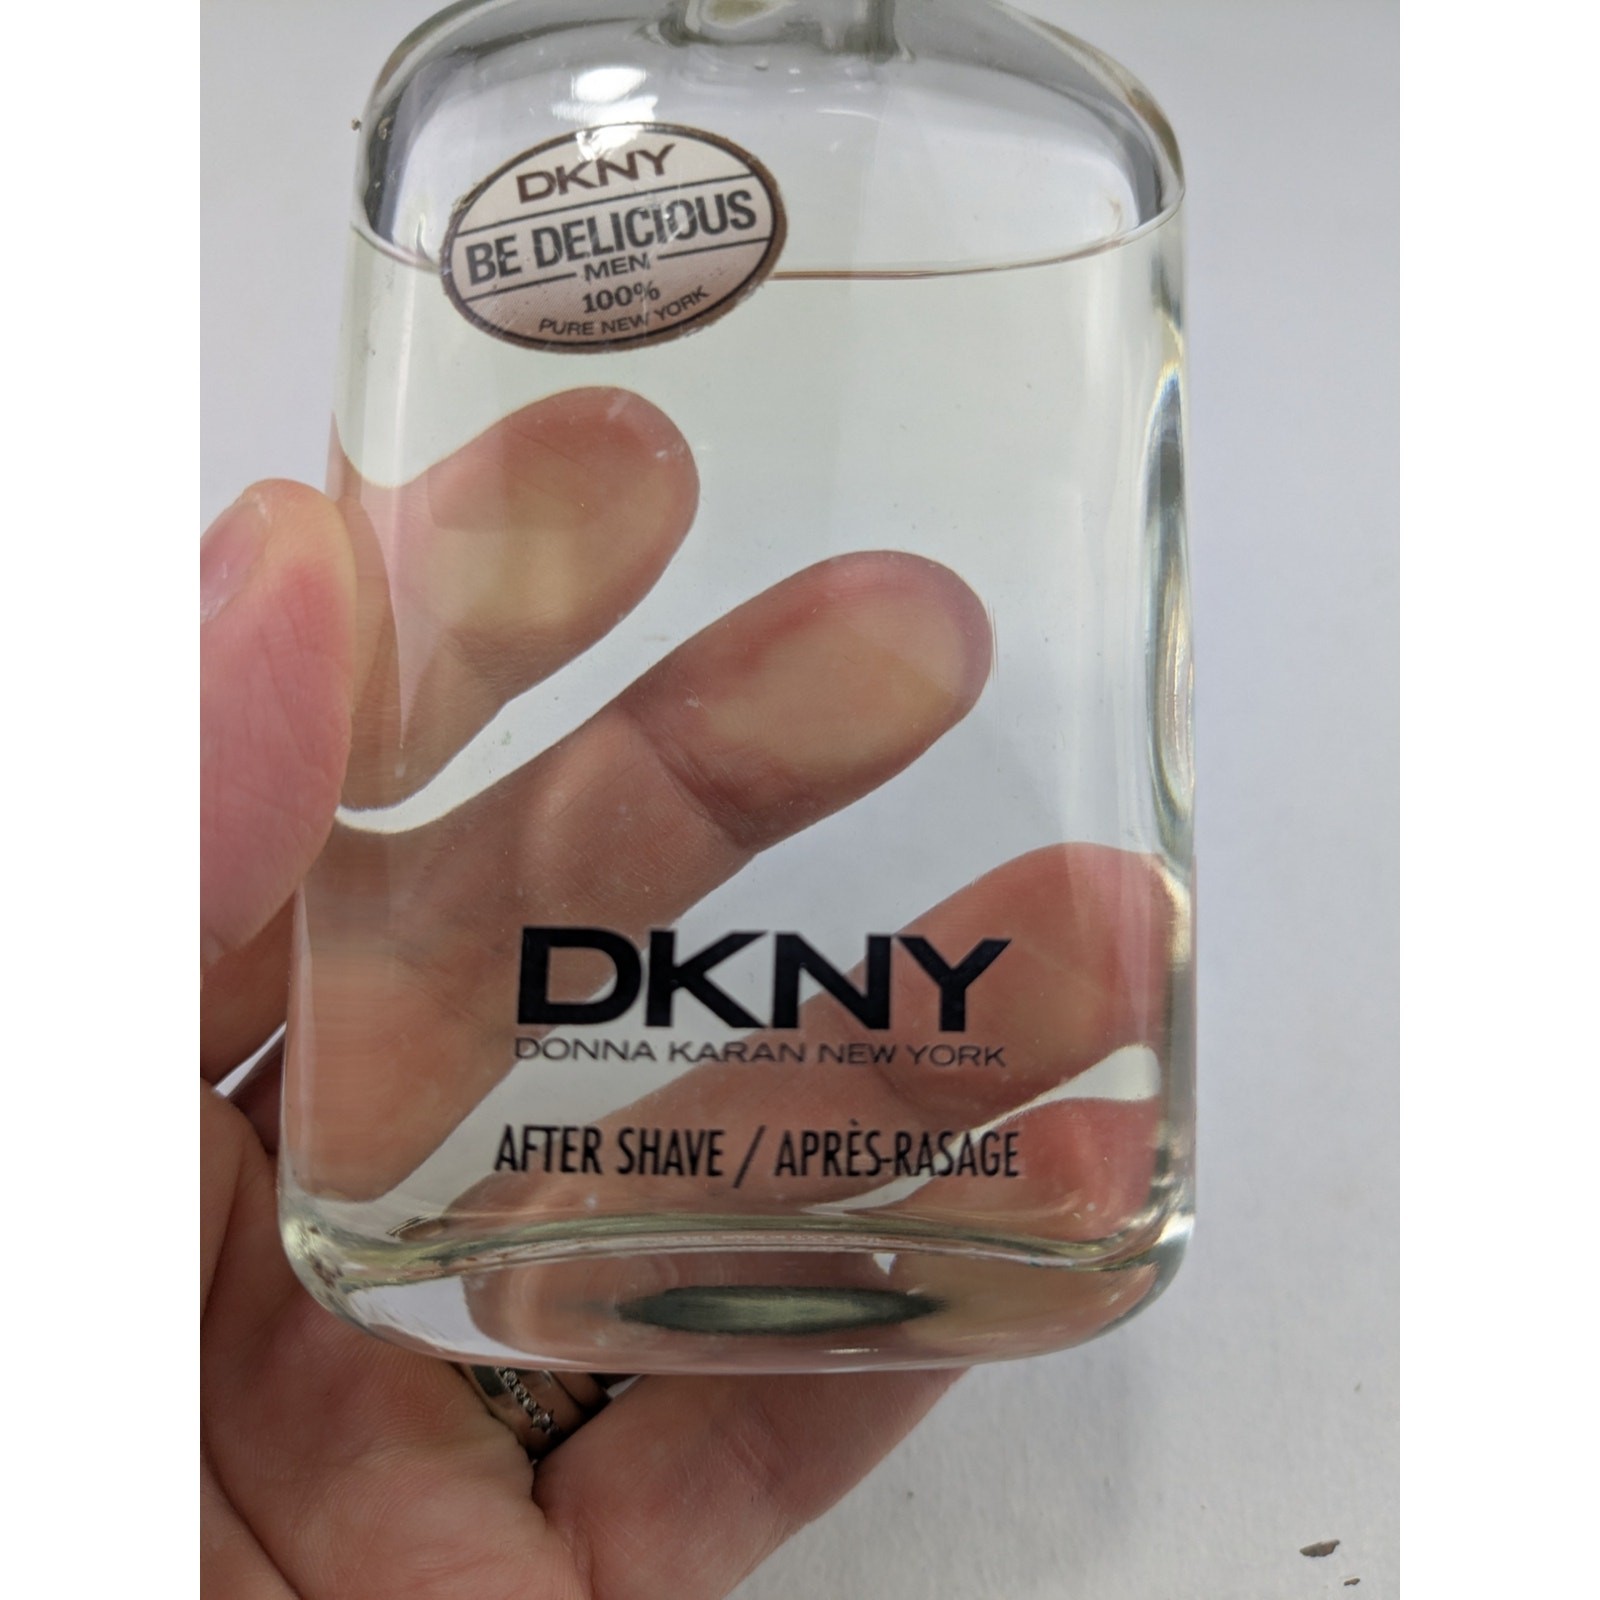 DKNY
BE DELICIOUS
MEN
100%
PURE NEW YORK
DKNY
DONNA KARAN NEW YORK
AFTER SHAVE / APRÈS-RASAGE